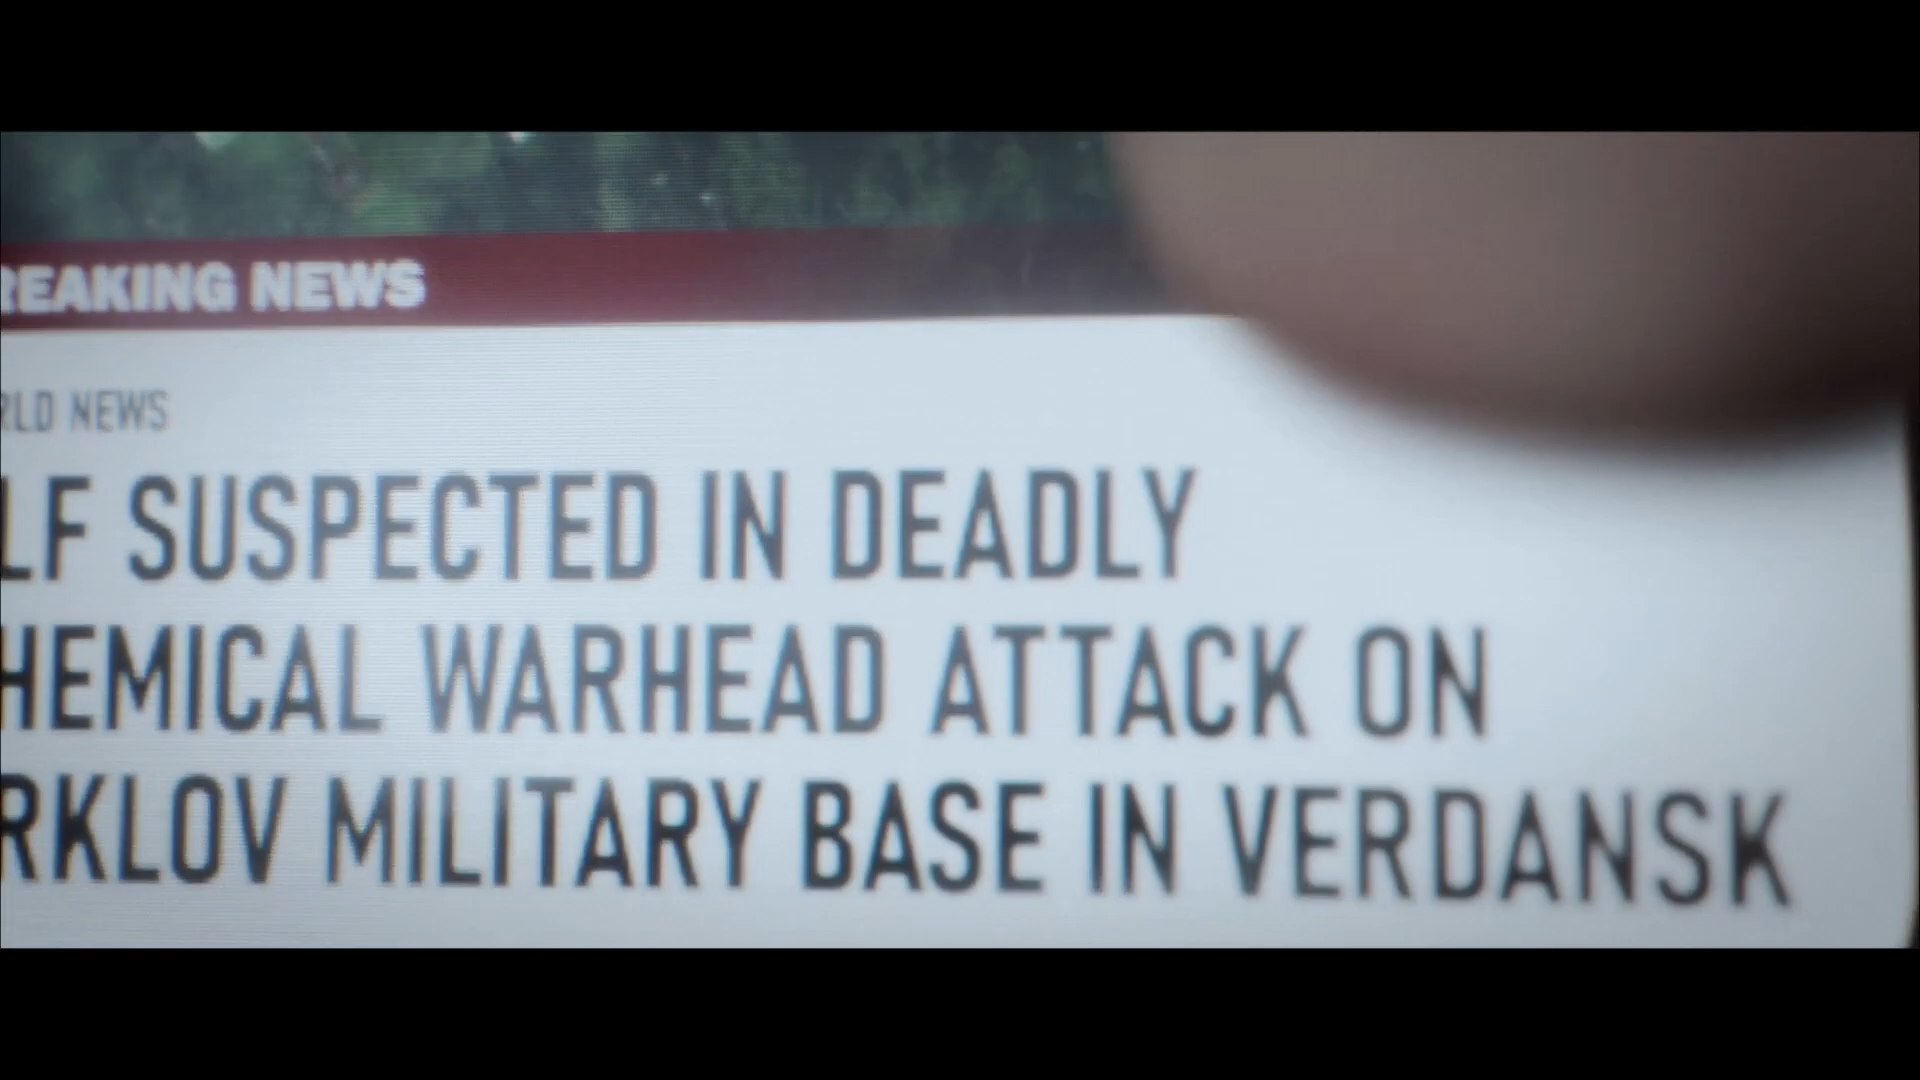 REAKING NEWS
RLD NEWS
LF SUSPECTED IN DEADLY
HEMICAL WARHEAD ATTACK ON
RKLOV MILITARY BASE IN VERDANSK